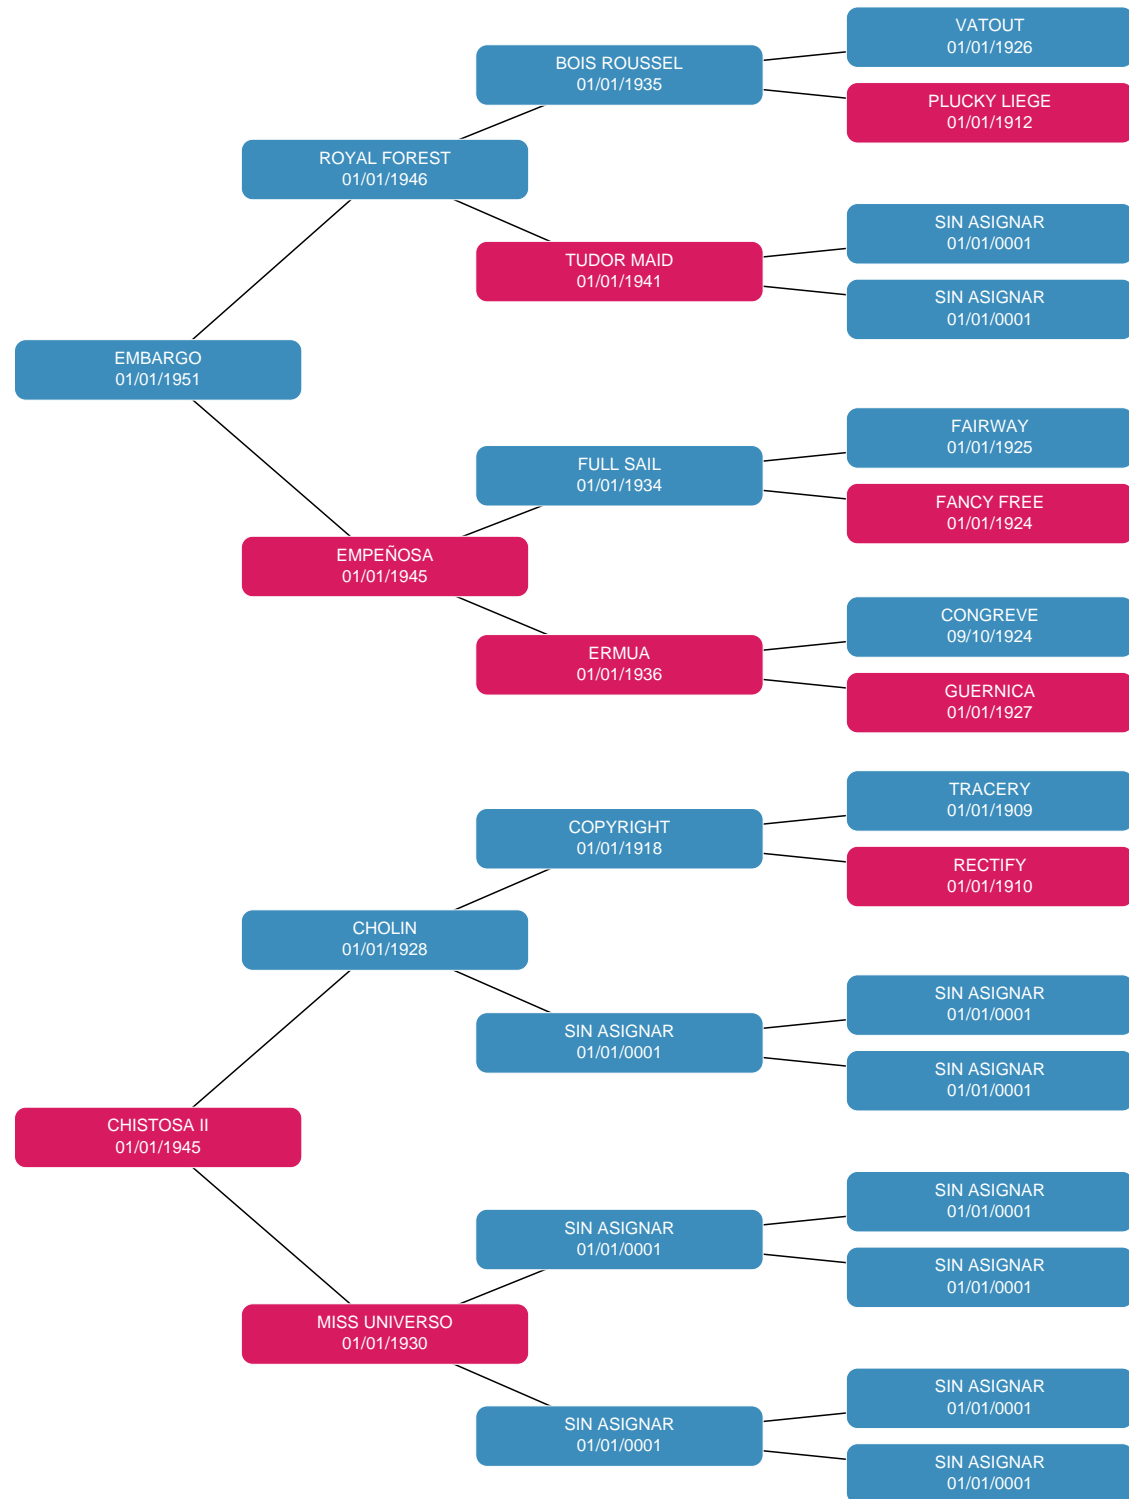 VATOUT
01/01/1926
BOIS ROUSSEL
01/01/1935
PLUCKY LIEGE
01/01/1912
ROYAL FOREST
01/01/1946
SIN ASIGNAR
01/01/0001
TUDOR MAID
01/01/1941
SIN ASIGNAR
01/01/0001
EMBARGO
01/01/1951
FAIRWAY
01/01/1925
FULL SAIL
01/01/1934
FANCY FREE
01/01/1924
EMPEÑOSA
01/01/1945
CONGREVE
09/10/1924
ERMUA
01/01/1936
GUERNICA
01/01/1927
TRACERY
01/01/1909
COPYRIGHT
01/01/1918
RECTIFY
01/01/1910
CHOLIN
01/01/1928
SIN ASIGNAR
01/01/0001
SIN ASIGNAR
01/01/0001
SIN ASIGNAR
01/01/0001
CHISTOSA II
01/01/1945
SIN ASIGNAR
01/01/0001
SIN ASIGNAR
01/01/0001
SIN ASIGNAR
01/01/0001
MISS UNIVERSO
01/01/1930
SIN ASIGNAR
01/01/0001
SIN ASIGNAR
01/01/0001
SIN ASIGNAR
01/01/0001